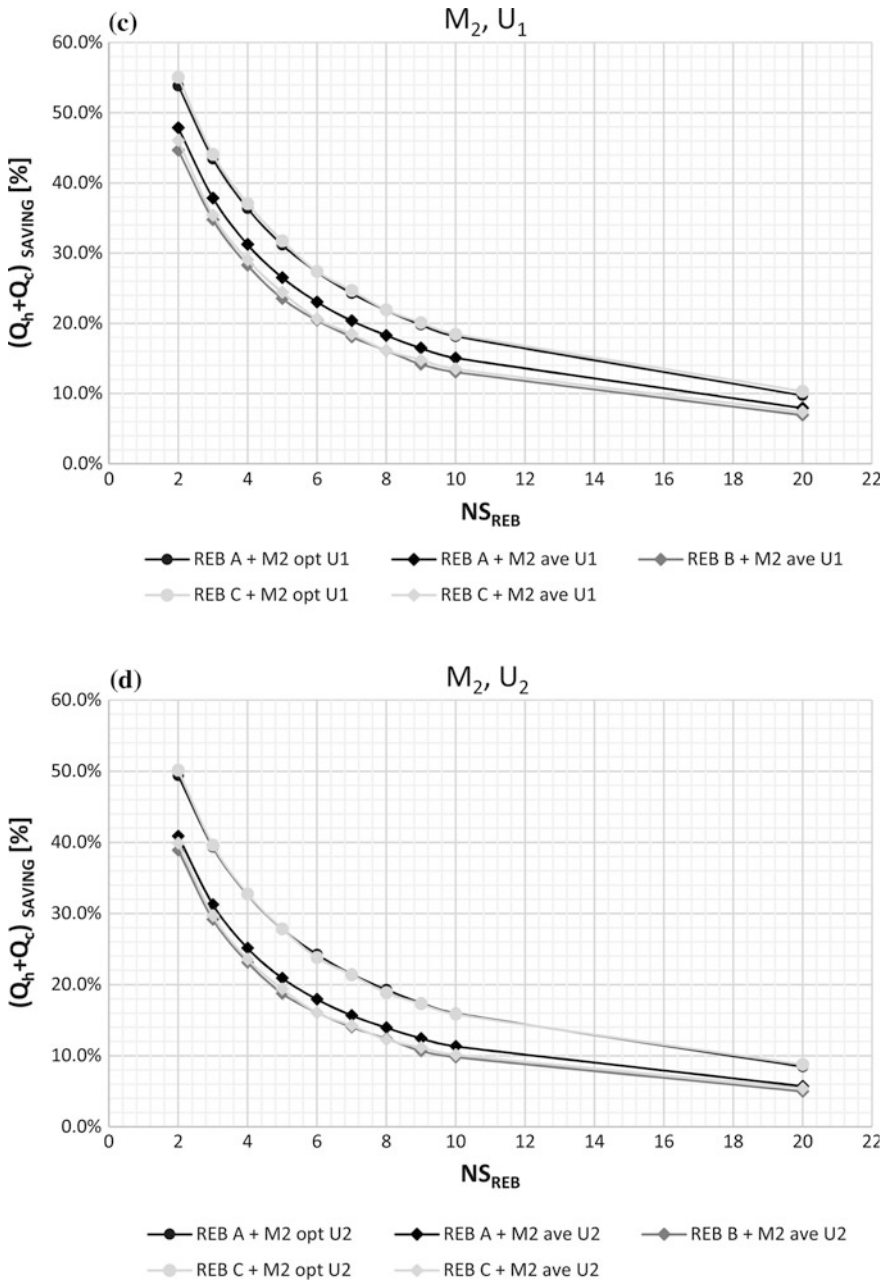 (c) M₂, U₁
60.0%
50.0%
40.0%
30.0%
20.0%
10.0%
0.0%
(Qₕ+Q_c) SAVING [%]
0 2 4 6 8 10 12 14 16 18 20 22
NS_REB
REB A + M2 opt U1 REB A + M2 ave U1 REB B + M2 ave U1
REB C + M2 opt U1 REB C + M2 ave U1
(d) M₂, U₂
60.0%
50.0%
40.0%
30.0%
20.0%
10.0%
0.0%
(Qₕ+Q_c) SAVING [%]
0 2 4 6 8 10 12 14 16 18 20 22
NS_REB
REB A + M2 opt U2 REB A + M2 ave U2 REB B + M2 ave U2
REB C + M2 opt U2 REB C + M2 ave U2